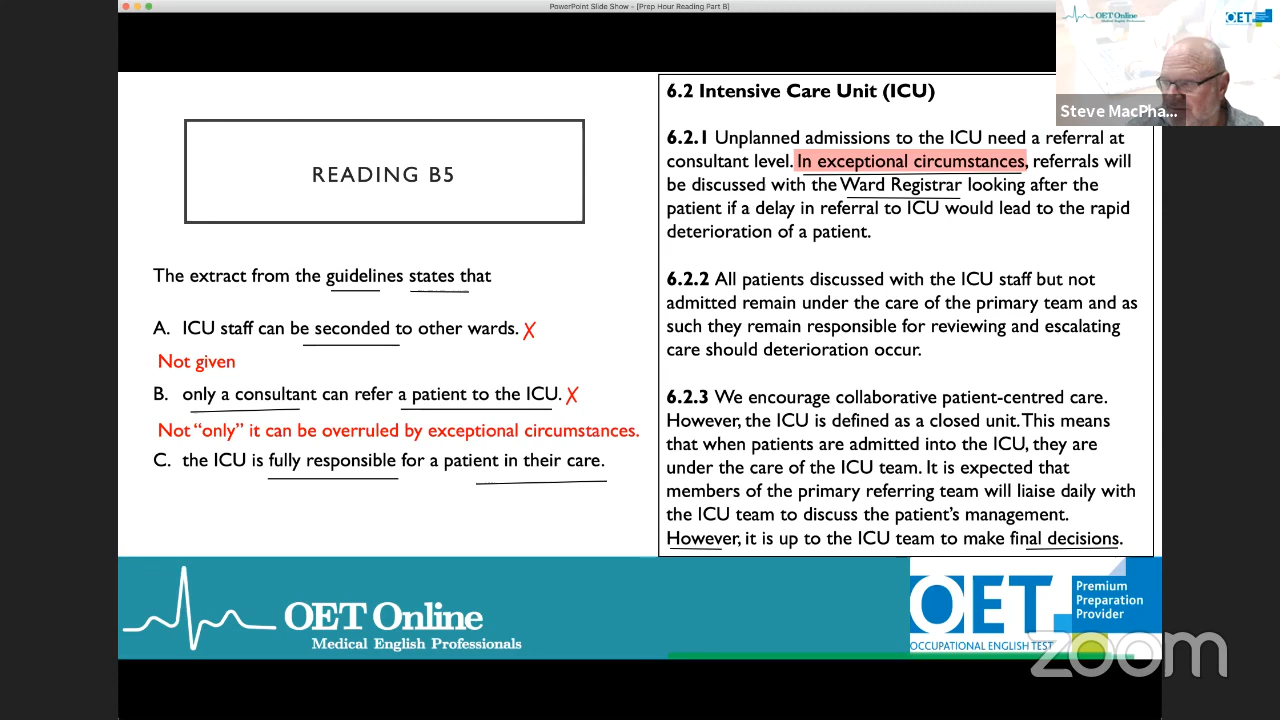 PowerPoint Slide Show - [Prep Hour Reading Part B]
OET Online
Medical English Professionals
OET
Steve MacPha...
READING B5
The extract from the guidelines states that
A. ICU staff can be seconded to other wards. X
Not given
B. only a consultant can refer a patient to the ICU. X
Not “only” it can be overruled by exceptional circumstances.
C. the ICU is fully responsible for a patient in their care.
6.2 Intensive Care Unit (ICU)
6.2.1 Unplanned admissions to the ICU need a referral at
consultant level. In exceptional circumstances, referrals will
be discussed with the Ward Registrar looking after the
patient if a delay in referral to ICU would lead to the rapid
deterioration of a patient.
6.2.2 All patients discussed with the ICU staff but not
admitted remain under the care of the primary team and as
such they remain responsible for reviewing and escalating
care should deterioration occur.
6.2.3 We encourage collaborative patient-centred care.
However, the ICU is defined as a closed unit. This means
that when patients are admitted into the ICU, they are
under the care of the ICU team. It is expected that
members of the primary referring team will liaise daily with
the ICU team to discuss the patient’s management.
However, it is up to the ICU team to make final decisions.
OET Online
Medical English Professionals
OET
OCCUPATIONAL ENGLISH TEST
Premium
Preparation
Provider
zoom